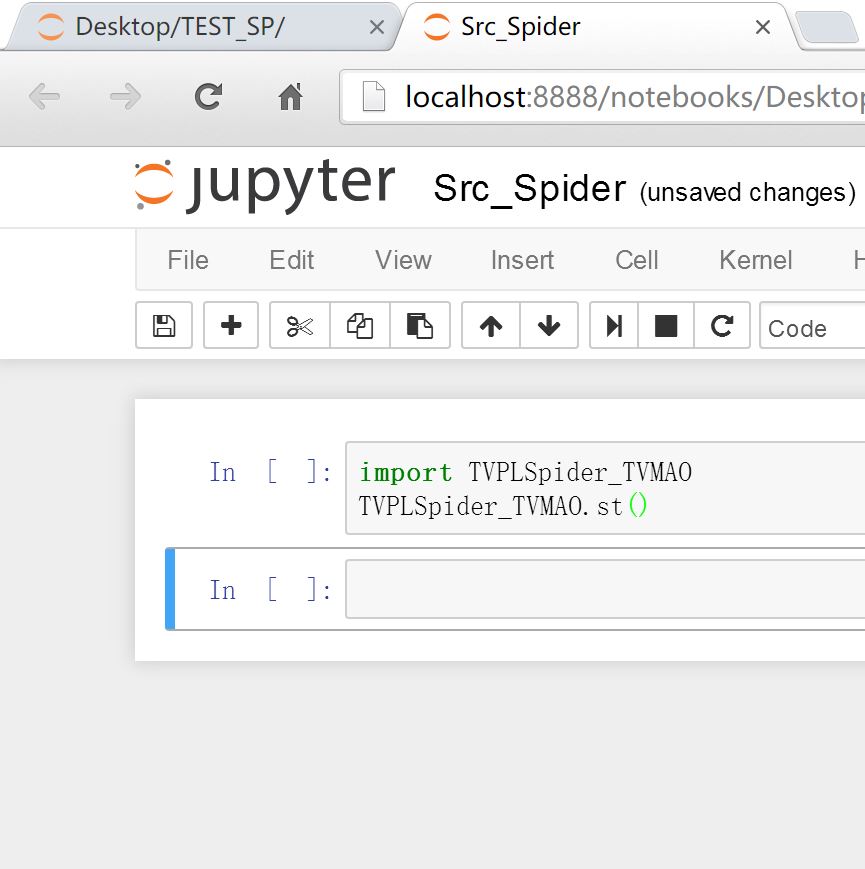 Desktop/TEST_SP/
Src_Spider
localhost:8888/notebooks/Desktop
jupyter Src_Spider (unsaved changes)
File Edit View Insert Cell Kernel H
Code
In [ ]: import TVPLSpider_TVMAO
TVPLSpider_TVMAO.st()
In [ ]: